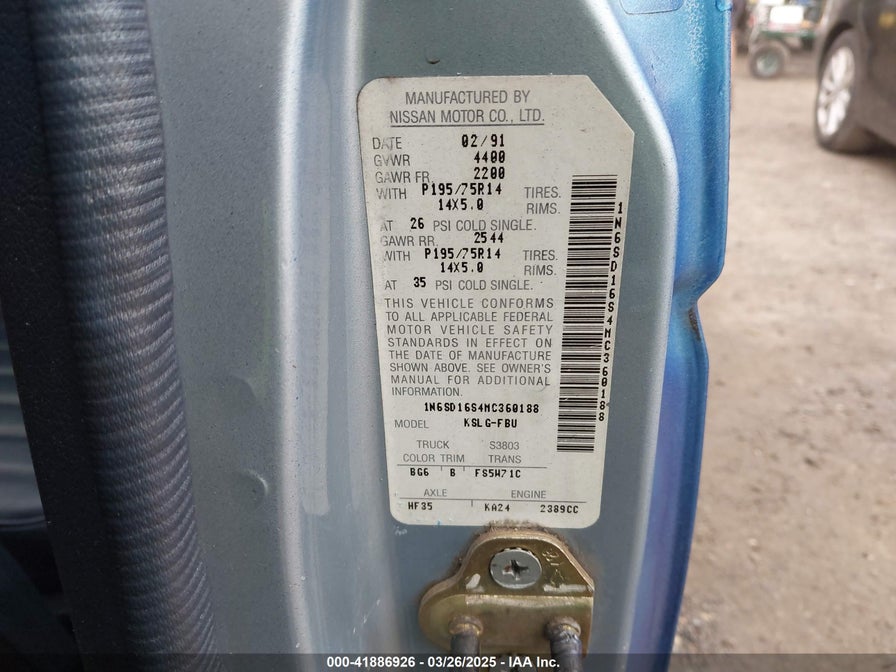 MANUFACTURED BY
NISSAN MOTOR CO., LTD.
DATE 02/91
GVWR 4400
GAWR FR. 2200
WITH P195/75R14 TIRES.
14X5.0 RIMS.
AT 26 PSI COLD SINGLE.
GAWR RR. 2544
WITH P195/75R14 TIRES.
14X5.0 RIMS.
AT 35 PSI COLD SINGLE.
THIS VEHICLE CONFORMS
TO ALL APPLICABLE FEDERAL
MOTOR VEHICLE SAFETY
STANDARDS IN EFFECT ON
THE DATE OF MANUFACTURE
SHOWN ABOVE. SEE OWNER'S
MANUAL FOR ADDITIONAL
INFORMATION.
1N6SD16S4MC360188
MODEL KSLG-FBU
TRUCK S3803
COLOR TRIM TRANS
BG6 B FS5W71C
AXLE ENGINE
HF35 KA24 2389CC
1N6SD16S4MC360188
000-41886926 - 03/26/2025 - IAA Inc.